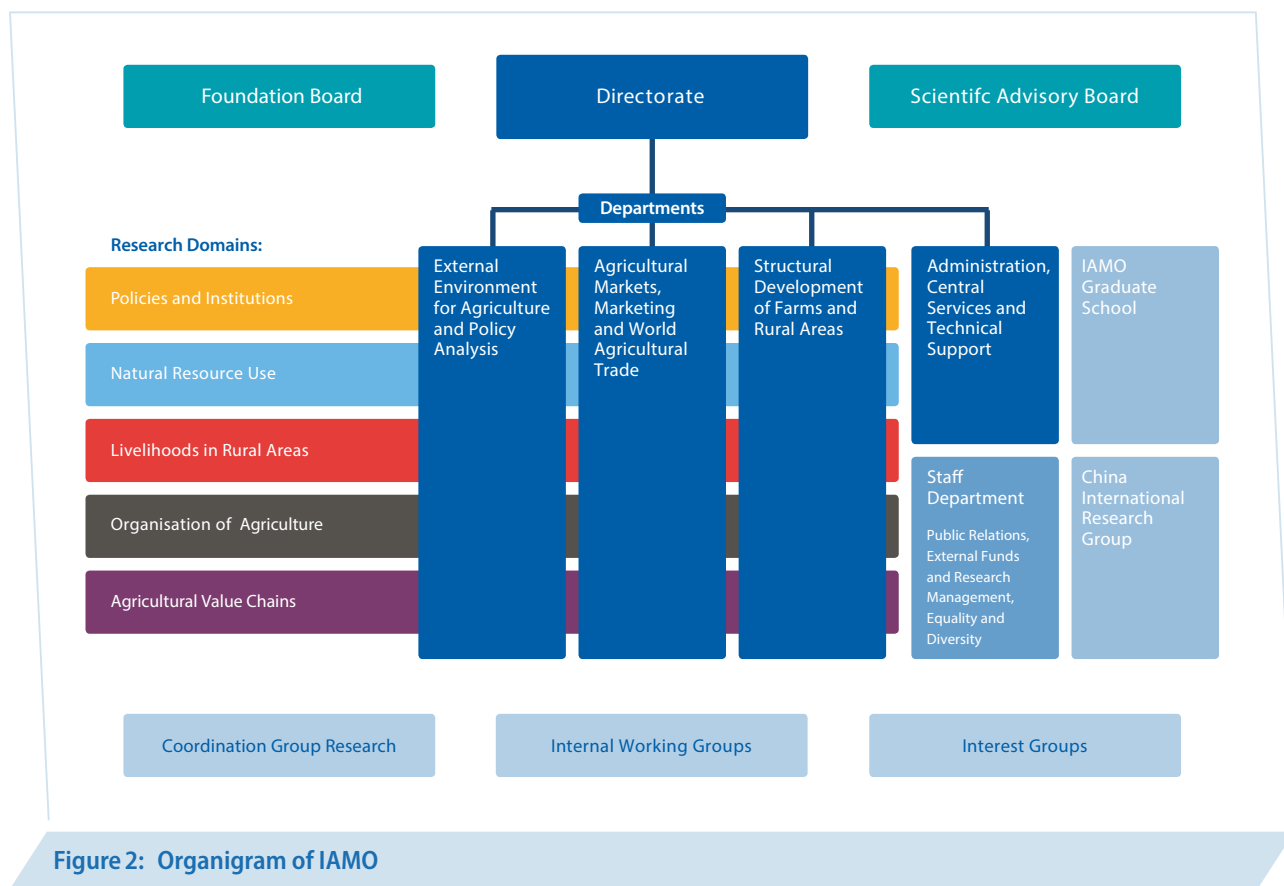 Foundation Board
Directorate
Scientifc Advisory Board
Departments
Research Domains:
Policies and Institutions
Natural Resource Use
Livelihoods in Rural Areas
Organisation of Agriculture
Agricultural Value Chains
External
Environment
for Agriculture
and Policy
Analysis
Agricultural
Markets,
Marketing
and World
Agricultural
Trade
Structural
Development
of Farms and
Rural Areas
Administration,
Central
Services and
Technical
Support
IAMO
Graduate
School
Staff
Department
Public Relations,
External Funds
and Research
Management,
Equality and
Diversity
China
International
Research
Group
Coordination Group Research
Internal Working Groups
Interest Groups
Figure 2: Organigram of IAMO